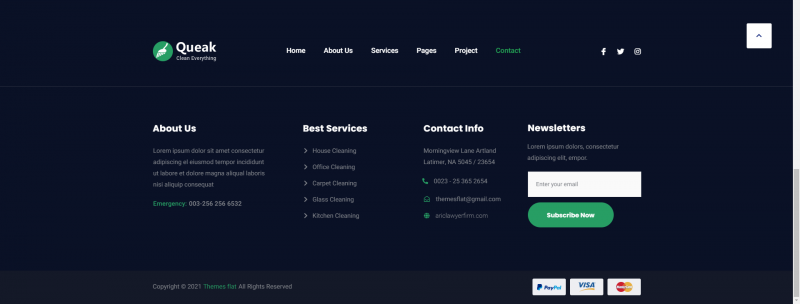 Queak
Clean Everything
Home About Us Services Pages Project Contact
About Us
Lorem ipsum dolor sit amet consectetur
adipiscing el eiusmod tempor incididunt
ut labore et dolore magna aliqual laboris
nisi aliquip consequat
Emergency: 003-256 256 6532
Best Services
House Cleaning
Office Cleaning
Carpet Cleaning
Glass Cleaning
Kitchen Cleaning
Contact Info
Morningview Lane Artland
Latimer, NA 5045 / 23654
0023 - 25 365 2654
themesflat@gmail.com
ariclawyerfirm.com
Newsletters
Lorem ipsum dolors, consectetur
adipiscing elit, empor.
Enter your email
Subscribe Now
Copyright © 2021 Themes flat All Rights Reserved
PayPal VISA MasterCard